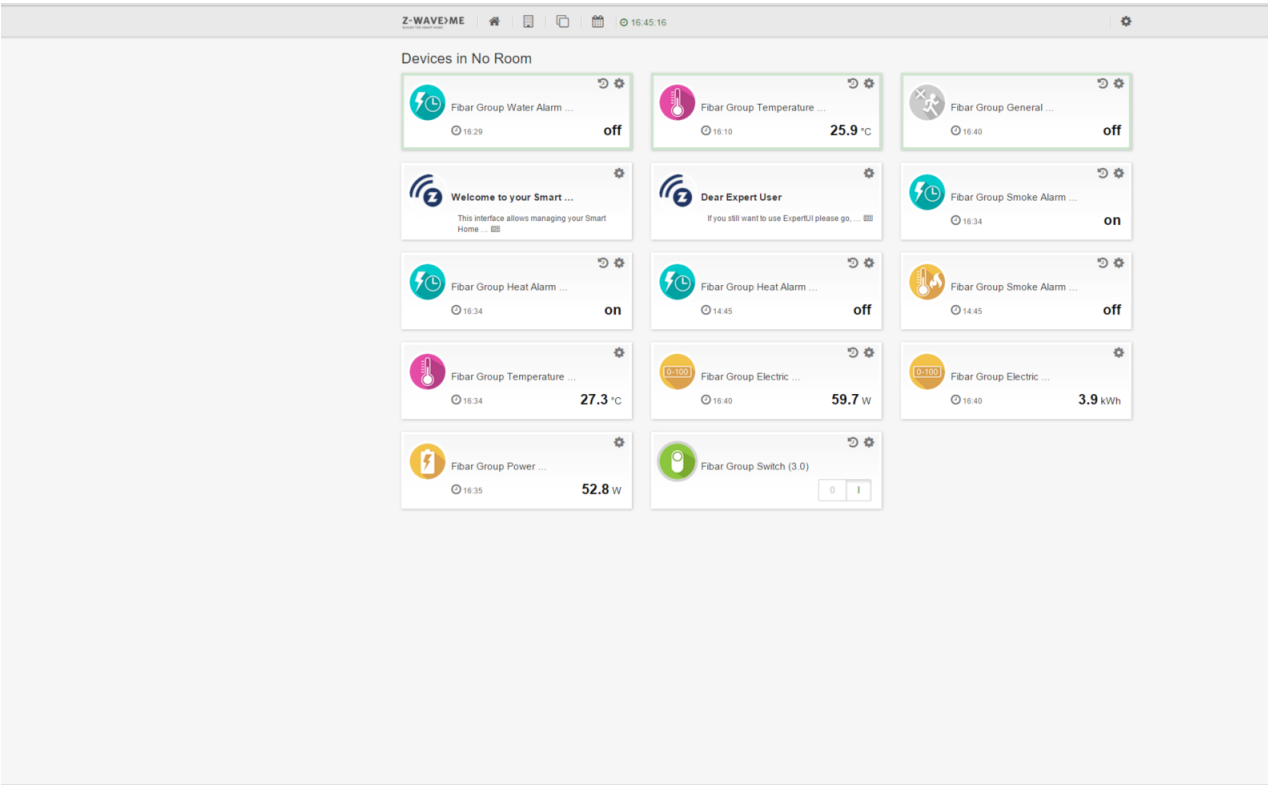 Z-WAVE>ME
16:45:16
Devices in No Room
Fibar Group Water Alarm ...
16:29
off
Fibar Group Temperature ...
16:10
25.9 °C
Fibar Group General ...
16:40
off
Welcome to your Smart ...
This interface allows managing your Smart
Home ...
Dear Expert User
If you still want to use ExpertUI please go, ...
Fibar Group Smoke Alarm ...
16:34
on
Fibar Group Heat Alarm ...
16:34
on
Fibar Group Heat Alarm ...
14:45
off
Fibar Group Smoke Alarm ...
14:45
off
Fibar Group Temperature ...
16:34
27.3 °C
0-100
Fibar Group Electric ...
16:40
59.7 W
0-100
Fibar Group Electric ...
16:40
3.9 kWh
Fibar Group Power ...
16:35
52.8 W
Fibar Group Switch (3.0)
0 I